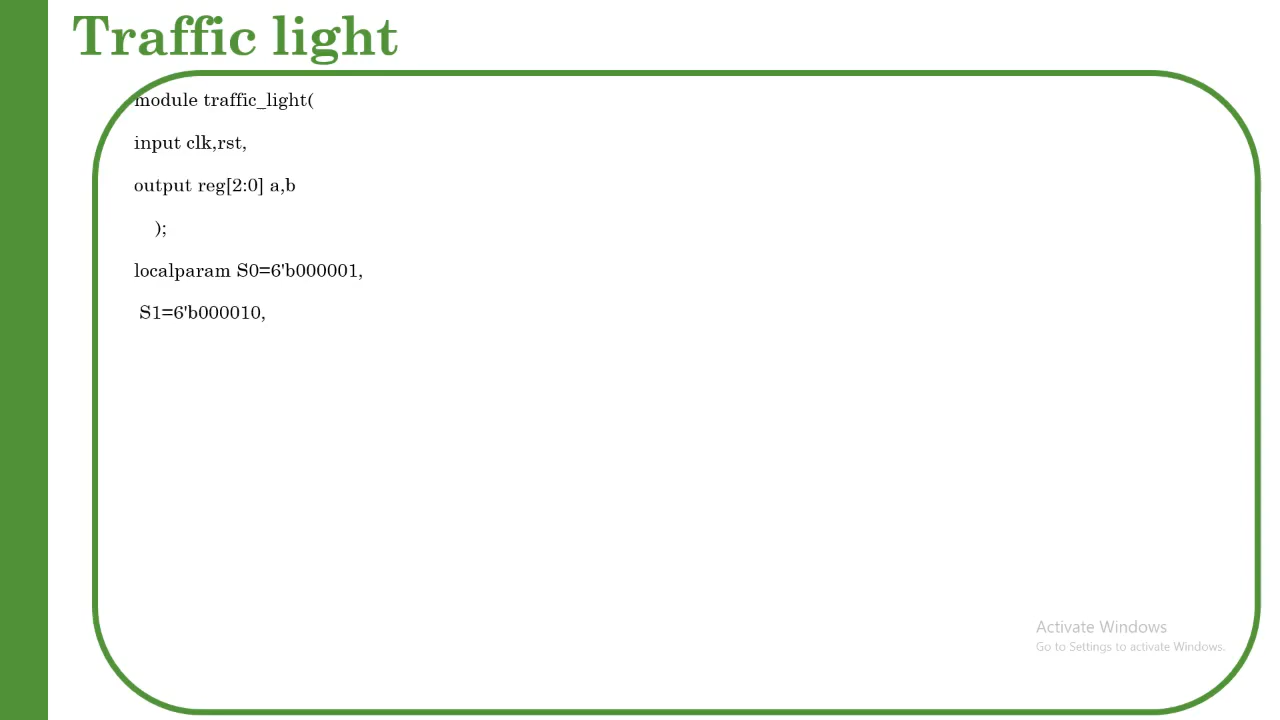 Traffic light
module traffic_light(
input clk,rst,
output reg[2:0] a,b
);
localparam S0=6'b000001,
S1=6'b000010,
Activate Windows
Go to Settings to activate Windows.